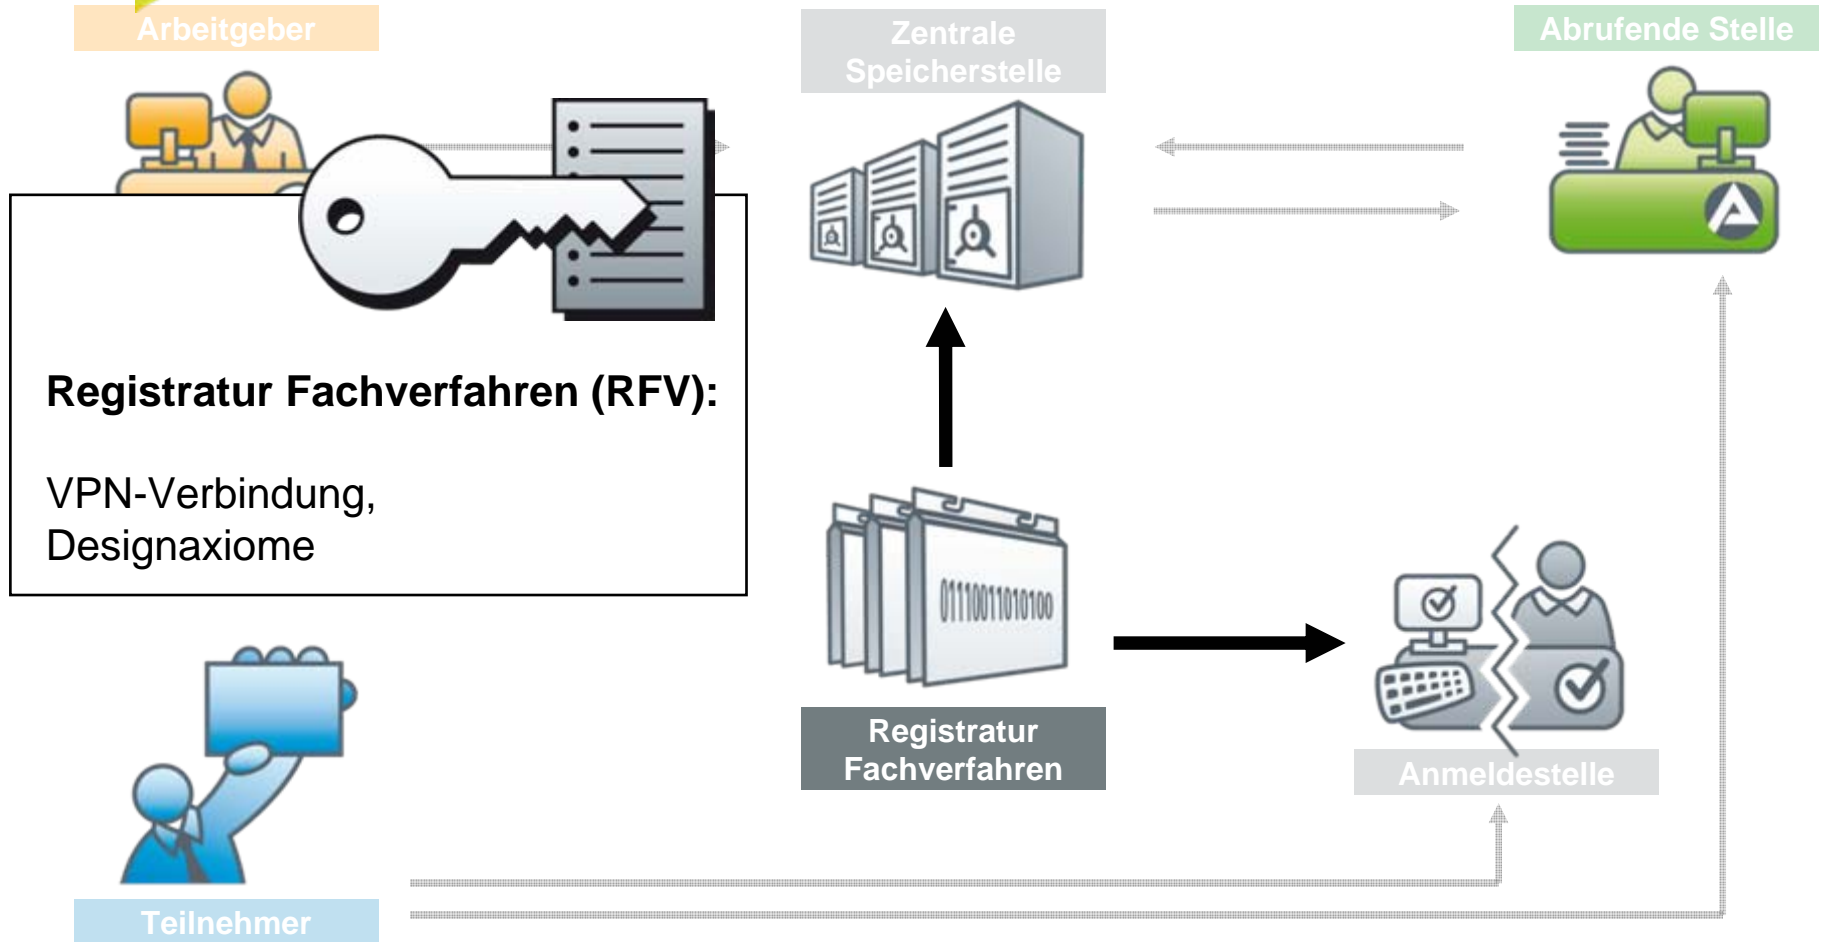 Arbeitgeber
Zentrale
Speicherstelle
Abrufende Stelle
Registratur Fachverfahren (RFV):
VPN-Verbindung,
Designaxiome
01110011010100
Registratur
Fachverfahren
Anmeldestelle
Teilnehmer